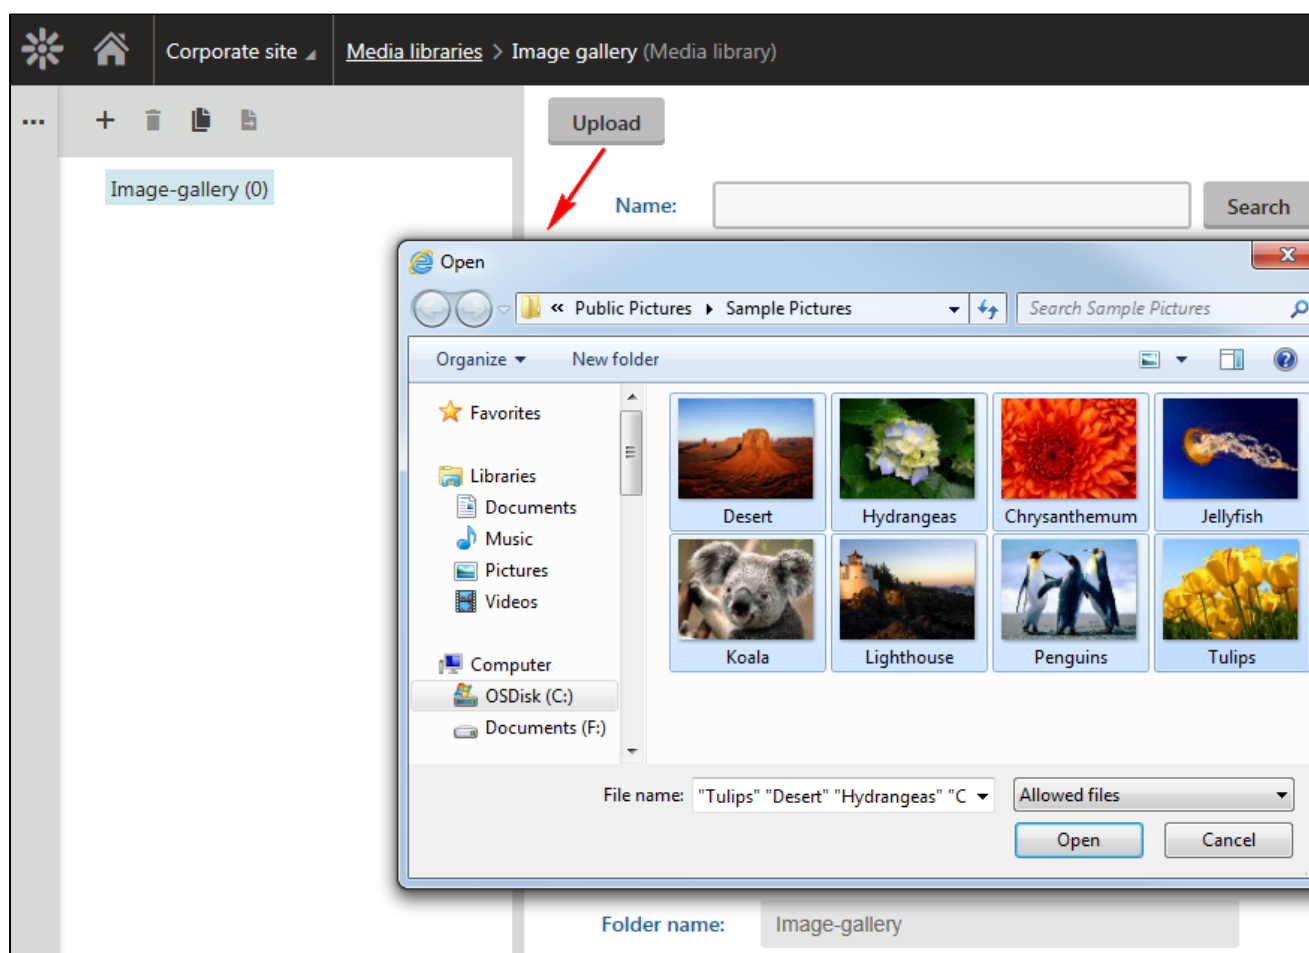 Corporate site
Media libraries > Image gallery (Media library)
...
Upload
Image-gallery (0)
Name:
Search
Open
« Public Pictures Sample Pictures
Search Sample Pictures
Organize
New folder
Favorites
Libraries
Documents
Music
Pictures
Videos
Computer
OSDisk (C:)
Documents (F:)
Desert
Hydrangeas
Chrysanthemum
Jellyfish
Koala
Lighthouse
Penguins
Tulips
File name: "Tulips" "Desert" "Hydrangeas" "C
Allowed files
Open
Cancel
Folder name: Image-gallery